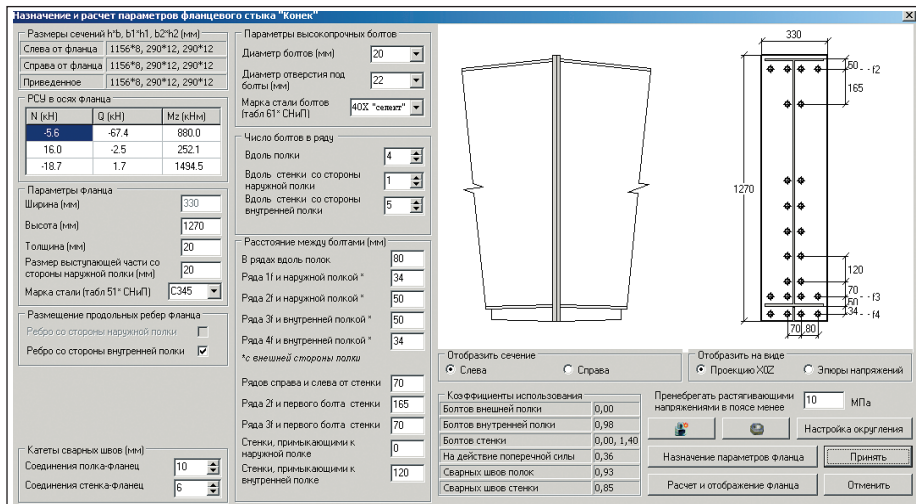 Назначение и расчет параметров фланцевого стыка "Конек"
Размеры сечений h*b, b1*h1, b2*h2 (мм)
Слева от фланца 1156*8, 290*12, 290*12
Справа от фланца 1156*8, 290*12, 290*12
Приведенное 1156*8, 290*12, 290*12
РСУ в осях фланца
N (кН) Q (кН) Mz (кНм)
-5.6 -67.4 880.0
16.0 -2.5 252.1
-18.7 1.7 1494.5
Параметры фланца
Ширина (мм) 330
Высота (мм) 1270
Толщина (мм) 20
Размер выступающей части со
стороны наружной полки (мм) 20
Марка стали (табл 51* СНиП) С345
Размещение продольных ребер фланца
Ребро со стороны наружной полки
Ребро со стороны внутренней полки
Катеты сварных швов (мм)
Соединения полка-фланец 10
Соединения стенка-фланец 6
Параметры высокопрочных болтов
Диаметр болтов (мм) 20
Диаметр отверстия под
болты (мм) 22
Марка стали болтов
(табл 61* СНиП) 40Х "селект"
Число болтов в ряду
Вдоль полки 4
Вдоль стенки со стороны
наружной полки 1
Вдоль стенки со стороны
внутренней полки 5
Расстояние между болтами (мм)
В рядах вдоль полок 80
Ряда 1f и наружной полкой * 34
Ряда 2f и наружной полкой * 50
Ряда 3f и внутренней полкой * 50
Ряда 4f и внутренней полкой * 34
*с внешней стороны полки
Рядов справа и слева от стенки 70
Ряда 2f и первого болта стенки 165
Ряда 3f и первого болта стенки 70
Стенки, примыкающими к
наружной полке 0
Стенки, примыкающими к
внутренней полке 120
330
50
f2
165
1270
120
70
50
f3
34
f4
70 80
Отобразить сечение
Слева Справа
Отобразить на виде
Проекцию X0Z Эпюры напряжений
Коэффициенты использования
Болтов внешней полки 0,00
Болтов внутренней полки 0,98
Болтов стенки 0,00, 1,40
На действие поперечной силы 0,36
Сварных швов полок 0,93
Сварных швов стенки 0,85
Пренебрегать растягивающими
напряжениями в поясе менее 10 МПа
Настройка округления
Назначение параметров фланца
Принять
Расчет и отображение фланца
Отменить